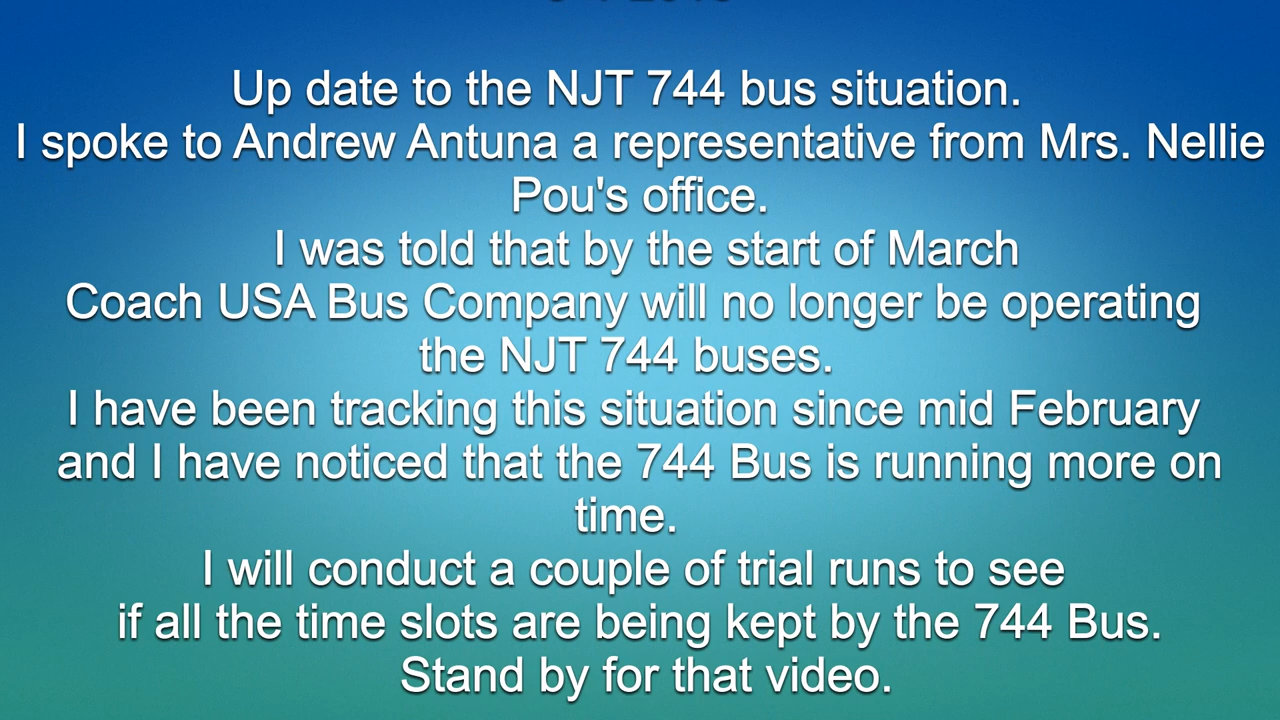 Up date to the NJT 744 bus situation.
I spoke to Andrew Antuna a representative from Mrs. Nellie
Pou's office.
I was told that by the start of March
Coach USA Bus Company will no longer be operating
the NJT 744 buses.
I have been tracking this situation since mid February
and I have noticed that the 744 Bus is running more on
time.
I will conduct a couple of trial runs to see
if all the time slots are being kept by the 744 Bus.
Stand by for that video.